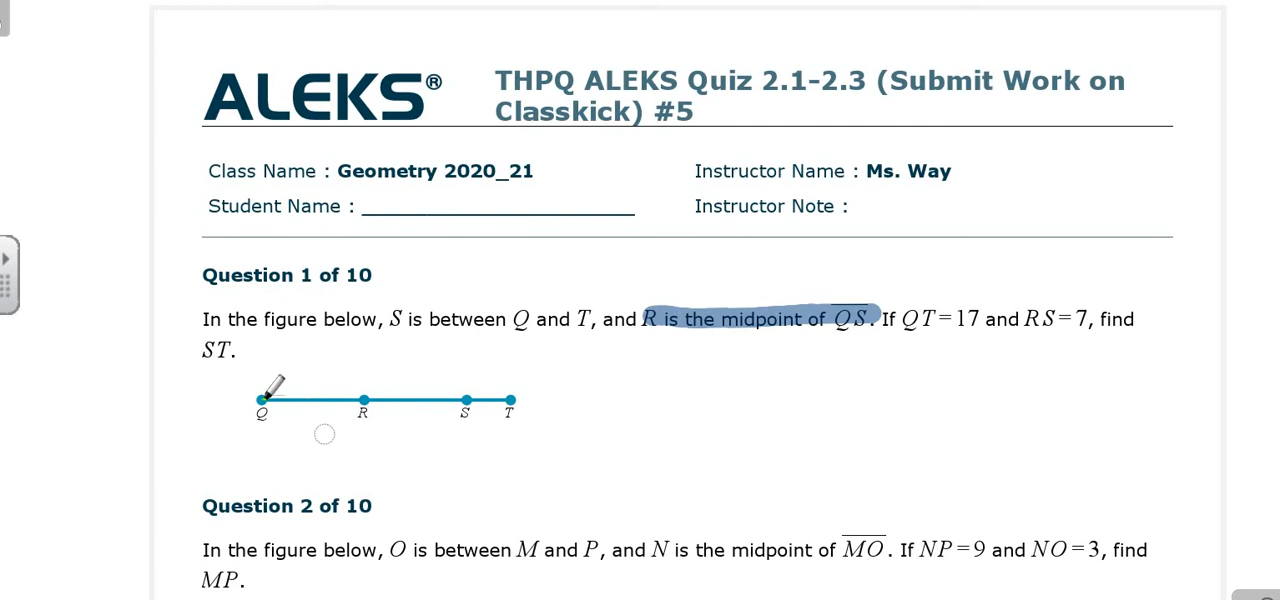 ALEKS®
THPQ ALEKS Quiz 2.1-2.3 (Submit Work on
Classkick) #5
Class Name : Geometry 2020_21
Instructor Name : Ms. Way
Student Name :
Instructor Note :
Question 1 of 10
In the figure below, S is between Q and T, and R is the midpoint of Q̅S̅. If QT=17 and RS=7, find
ST.
Q R S T
Question 2 of 10
In the figure below, O is between M and P, and N is the midpoint of M̅O̅. If NP=9 and NO=3, find
MP.